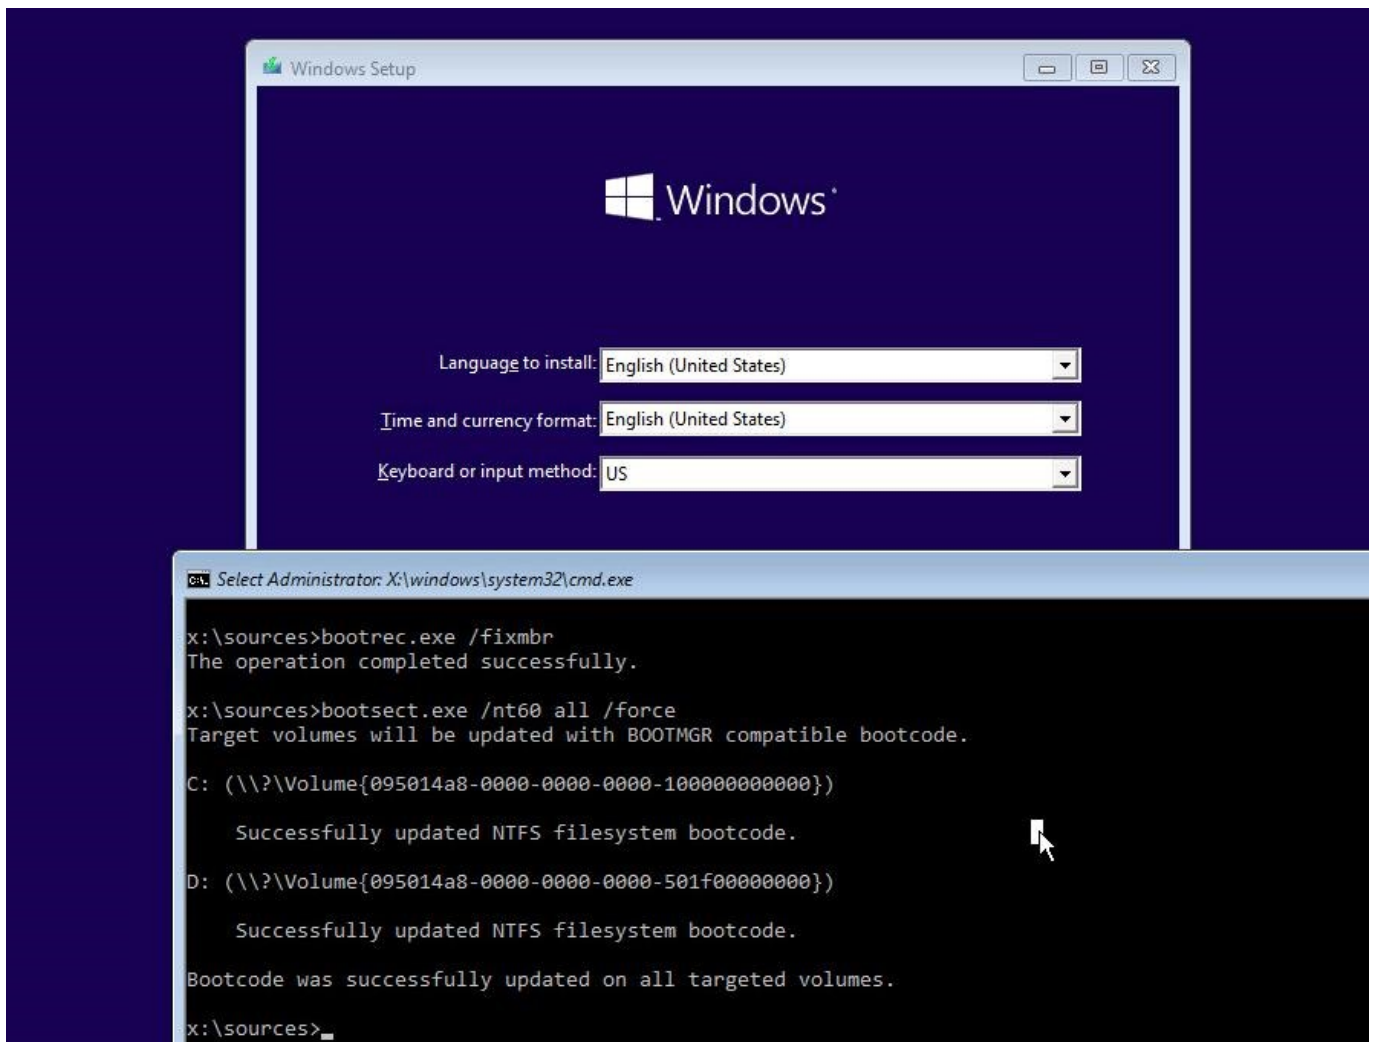 Windows Setup
Windows
Language to install: English (United States)
Time and currency format: English (United States)
Keyboard or input method: US
C:\. Select Administrator: X:\windows\system32\cmd.exe
x:\sources>bootrec.exe /fixmbr
The operation completed successfully.
x:\sources>bootsect.exe /nt60 all /force
Target volumes will be updated with BOOTMGR compatible bootcode.
C: (\\?\Volume{095014a8-0000-0000-0000-100000000000})
Successfully updated NTFS filesystem bootcode.
D: (\\?\Volume{095014a8-0000-0000-0000-501f00000000})
Successfully updated NTFS filesystem bootcode.
Bootcode was successfully updated on all targeted volumes.
x:\sources>_